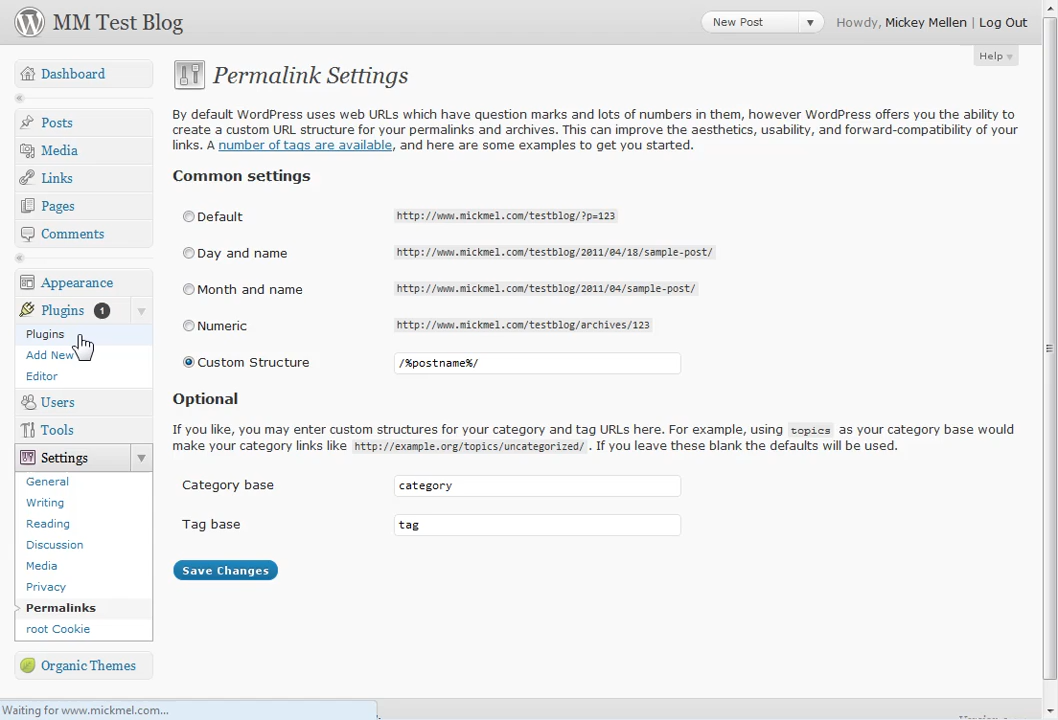 MM Test Blog
New Post
Howdy, Mickey Mellen | Log Out
Help
Dashboard
Posts
Media
Links
Pages
Comments
Appearance
Plugins 1
Plugins
Add New
Editor
Users
Tools
Settings
General
Writing
Reading
Discussion
Media
Privacy
Permalinks
root Cookie
Organic Themes
Permalink Settings
By default WordPress uses web URLs which have question marks and lots of numbers in them, however WordPress offers you the ability to
create a custom URL structure for your permalinks and archives. This can improve the aesthetics, usability, and forward-compatibility of your
links. A number of tags are available, and here are some examples to get you started.
Common settings
Default http://www.mickmel.com/testblog/?p=123
Day and name http://www.mickmel.com/testblog/2011/04/18/sample-post/
Month and name http://www.mickmel.com/testblog/2011/04/sample-post/
Numeric http://www.mickmel.com/testblog/archives/123
Custom Structure /%postname%/
Optional
If you like, you may enter custom structures for your category and tag URLs here. For example, using topics as your category base would
make your category links like http://example.org/topics/uncategorized/ . If you leave these blank the defaults will be used.
Category base category
Tag base tag
Save Changes
Waiting for www.mickmel.com...